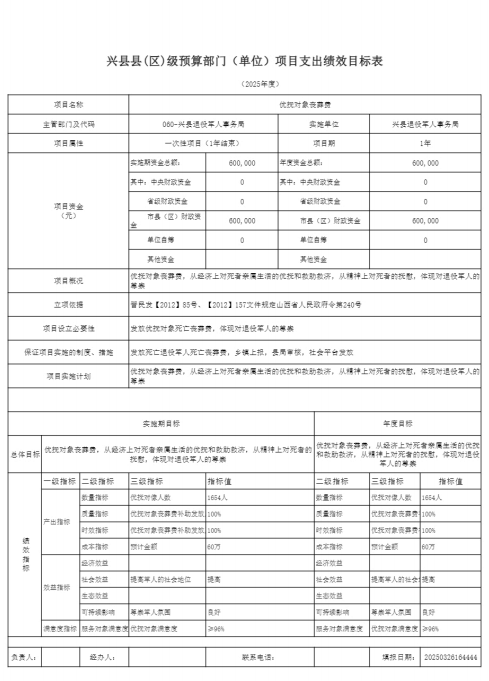 兴县县(区)级预算部门（单位）项目支出绩效目标表
（2025年度）
项目名称 优抚对象丧葬费
主管部门及代码 060-兴县退役军人事务局 实施单位 兴县退役军人事务局
项目属性 一次性项目（1年结束） 项目期 1年
项目资金（元） 实施期资金总额： 600,000 年度资金总额： 600,000
其中：中央财政资金 0 其中：中央财政资金 0
省级财政资金 0 省级财政资金 0
市县（区）财政资金 600,000 市县（区）财政资金 600,000
单位自筹 0 单位自筹 0
其他资金 其他资金
项目概况 优抚对象丧葬费，从经济上对死者亲属生活的优抚和救助救济，从精神上对死者的抚慰，体现对退役军人的
尊崇
立项依据 晋民发【2012】85号、【2012】157文件规定山西省人民政府令第240号
项目设立必要性 发放优抚对象死亡丧葬费，体现对退役军人的尊崇
保证项目实施的制度、措施 发放死亡退役军人死亡丧葬费，乡镇上报，县局审核，社会平台发放
项目实施计划 优抚对象丧葬费，从经济上对死者亲属生活的优抚和救助救济，从精神上对死者的抚慰，体现对退役军人的
尊崇
实施期目标 年度目标
总体目标 优抚对象丧葬费，从经济上对死者亲属生活的优抚和救助救济，从精神上对死者的
抚慰，体现对退役军人的尊崇
优抚对象丧葬费，从经济上对死者亲属生活的优抚
和救助救济，从精神上对死者的抚慰，体现对退役
军人的尊崇
绩效指标
一级指标 二级指标 三级指标 指标值 二级指标 三级指标 指标值
产出指标 数量指标 优抚对象人数 1654人 数量指标 优抚对象人数 1654人
质量指标 优抚对象丧葬费补助发放 100% 质量指标 优抚对象丧葬费 100%
时效指标 优抚对象丧葬费补助发放 100% 时效指标 优抚对象丧葬费 100%
成本指标 预计金额 60万 成本指标 预计金额 60万
效益指标 经济效益 经济效益
社会效益 提高军人的社会地位 提高 社会效益 提高军人的社会 提高
生态效益 生态效益
可持续影响 尊崇军人氛围 良好 可持续影响 尊崇军人氛围 良好
满意度指标 服务对象满意度 优抚对象满意度 ≥96% 服务对象满意度 优抚对象满意度 ≥96%
负责人： 经办人： 联系电话： 填报日期： 20250326164444